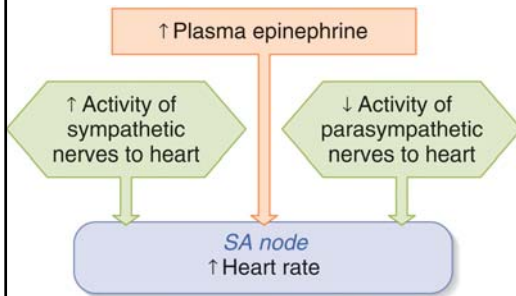 ↑ Plasma epinephrine
↑ Activity of
sympathetic
nerves to heart
↓ Activity of
parasympathetic
nerves to heart
SA node
↑ Heart rate